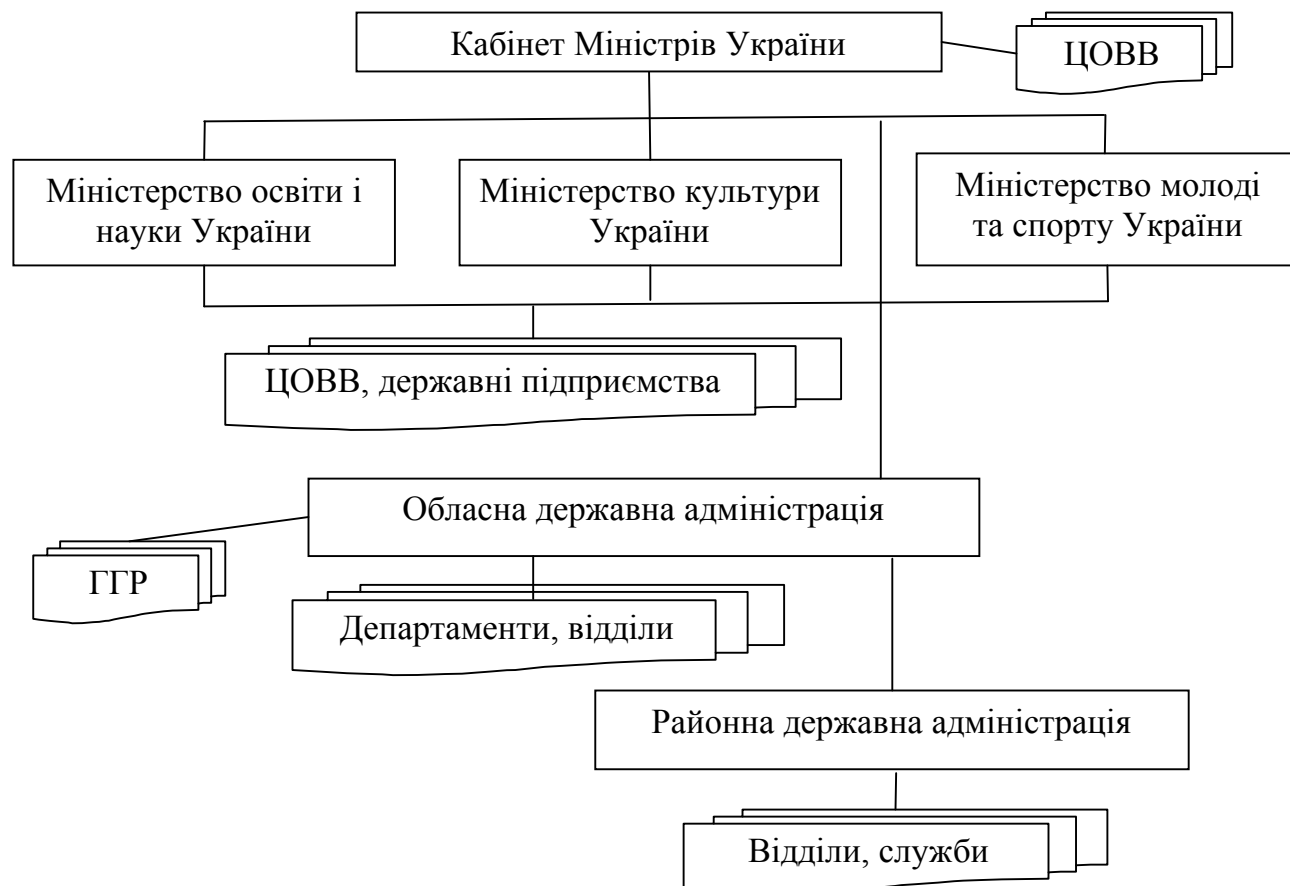 Кабінет Міністрів України
ЦОВВ
Міністерство освіти і
науки України
Міністерство культури
України
Міністерство молоді
та спорту України
ЦОВВ, державні підприємства
Обласна державна адміністрація
ГГР
Департаменти, відділи
Районна державна адміністрація
Відділи, служби